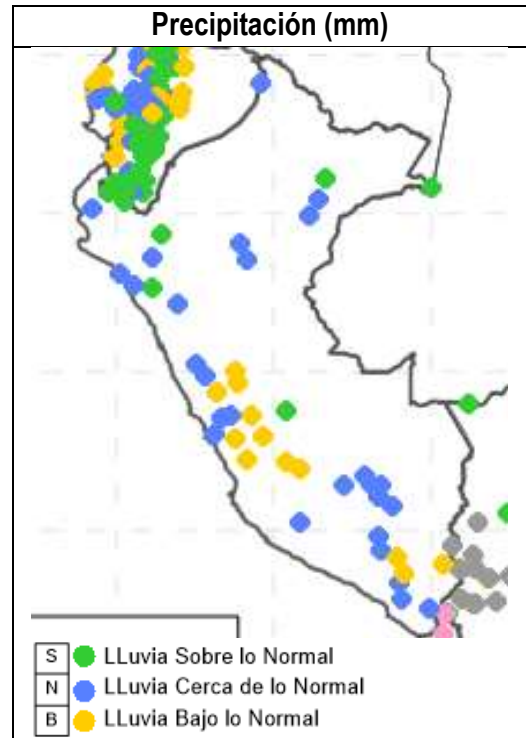 Precipitación (mm)
S LLuvia Sobre lo Normal
N LLuvia Cerca de lo Normal
B LLuvia Bajo lo Normal